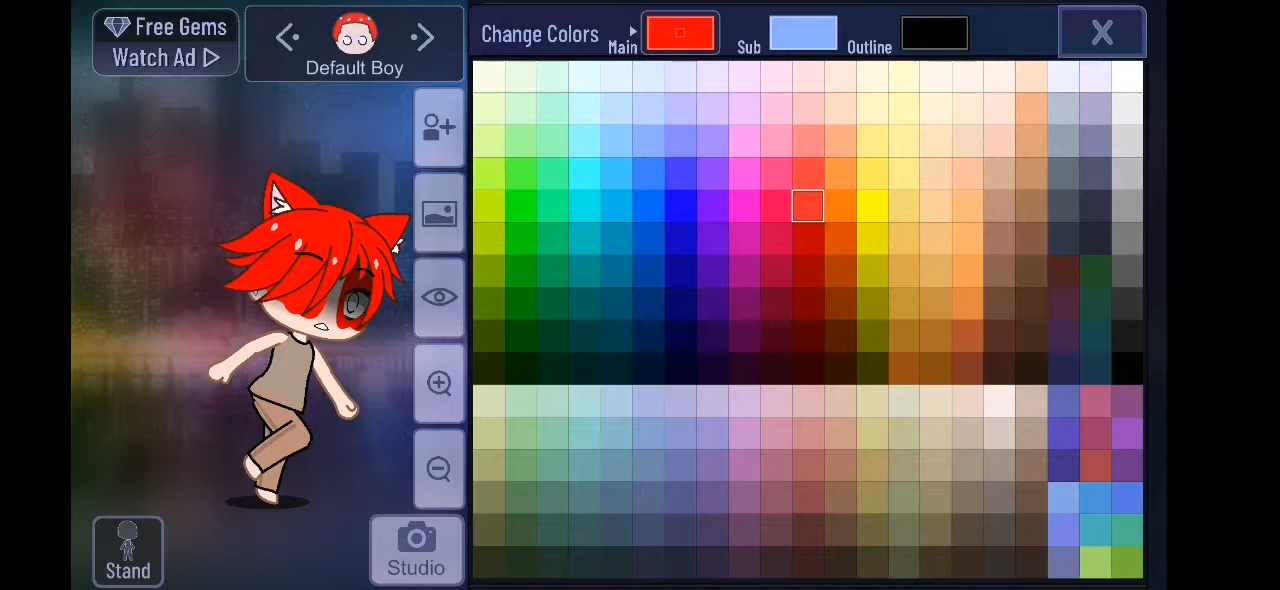 Free Gems
Watch Ad
Default Boy
Change Colors
Main
Sub
Outline
X
Stand
Studio